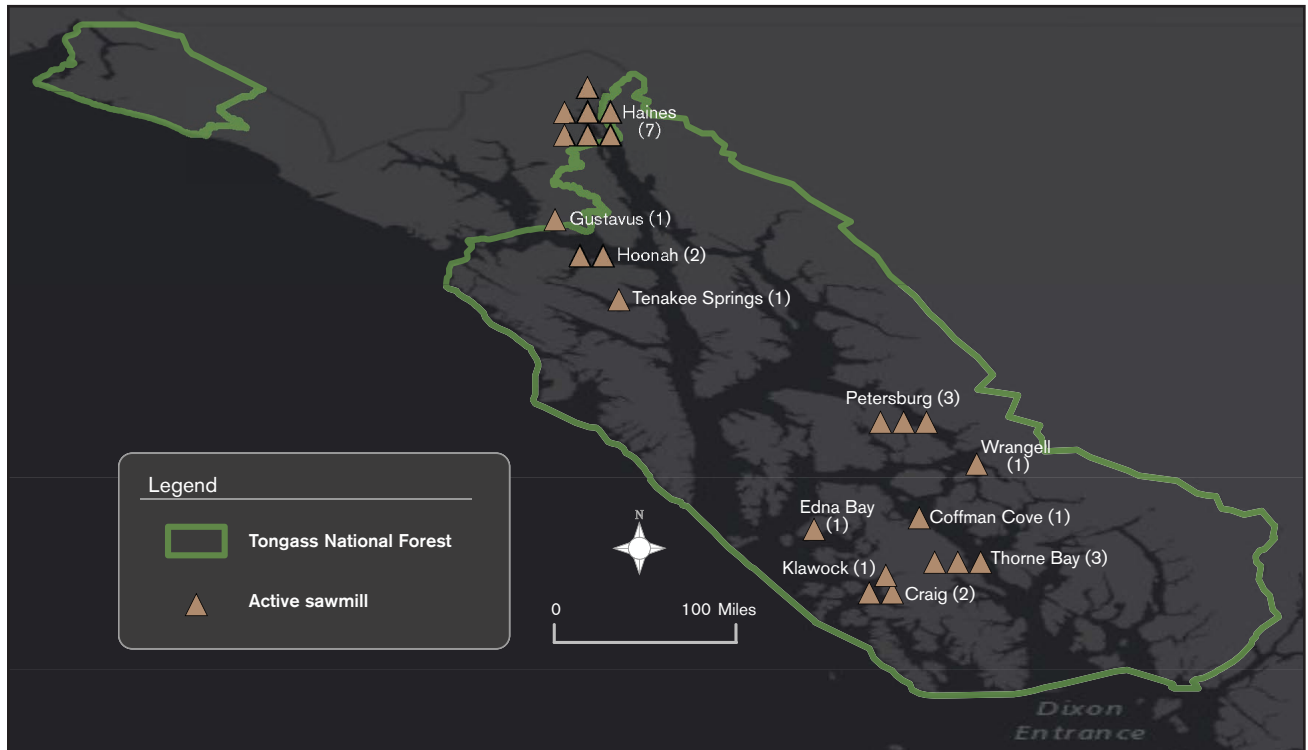 Haines
(7)
Gustavus (1)
Hoonah (2)
Tenakee Springs (1)
Petersburg (3)
Wrangell
(1)
Edna Bay
(1)
Coffman Cove (1)
Thorne Bay (3)
Klawock (1)
Craig (2)
Legend
Tongass National Forest
Active sawmill
N
0 100 Miles
Dixon
Entrance